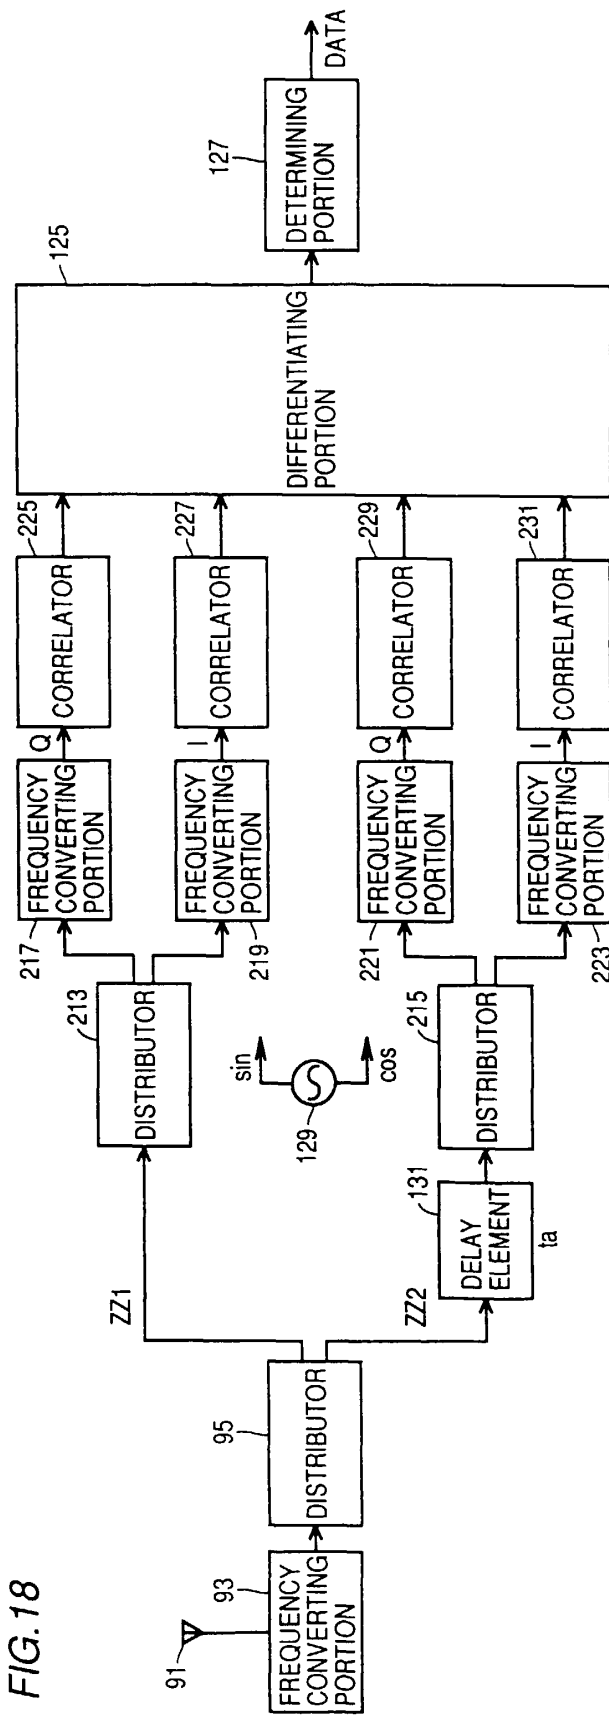 FIG.18
91
93
FREQUENCY
CONVERTING
PORTION
95
DISTRIBUTOR
ZZ1
ZZ2
131
DELAY
ELEMENT
ta
213
DISTRIBUTOR
sin
129
cos
215
DISTRIBUTOR
217
FREQUENCY
CONVERTING
PORTION
Q
219
FREQUENCY
CONVERTING
PORTION
I
221
FREQUENCY
CONVERTING
PORTION
Q
223
FREQUENCY
CONVERTING
PORTION
I
225
CORRELATOR
227
CORRELATOR
229
CORRELATOR
231
CORRELATOR
125
DIFFERENTIATING
PORTION
127
DETERMINING
PORTION
DATA